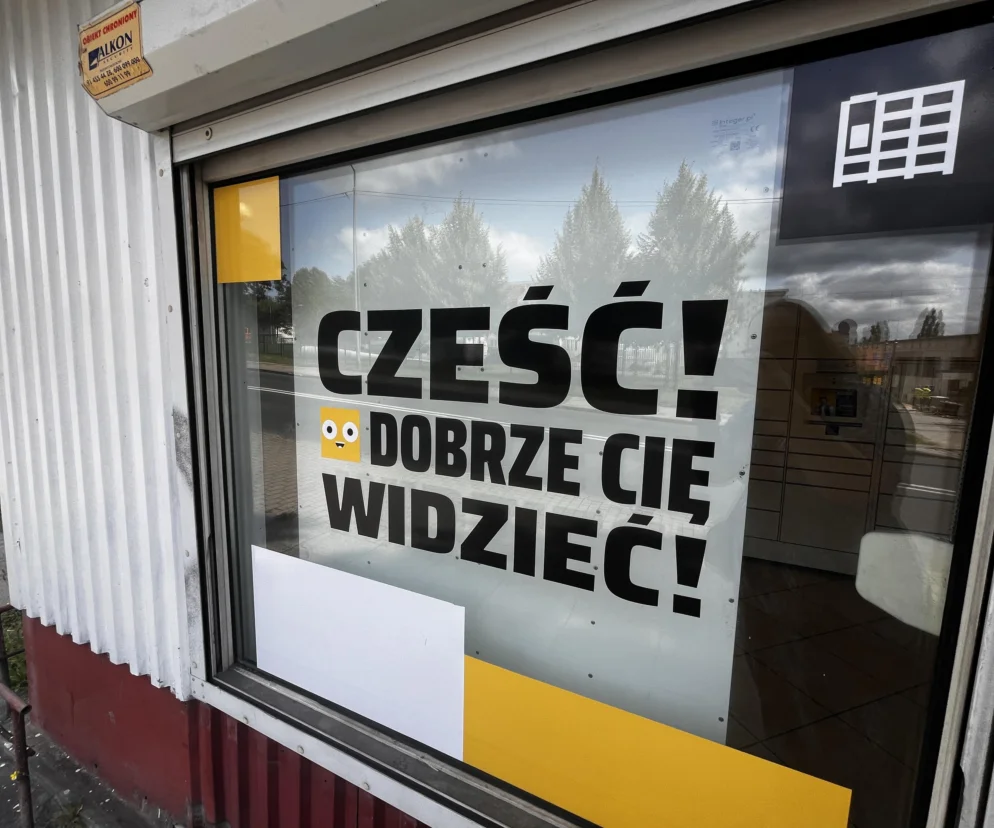 OBIEKT CHRONIONY
ALKON
CZEŚĆ!
DOBRZE CIĘ
WIDZIEĆ!